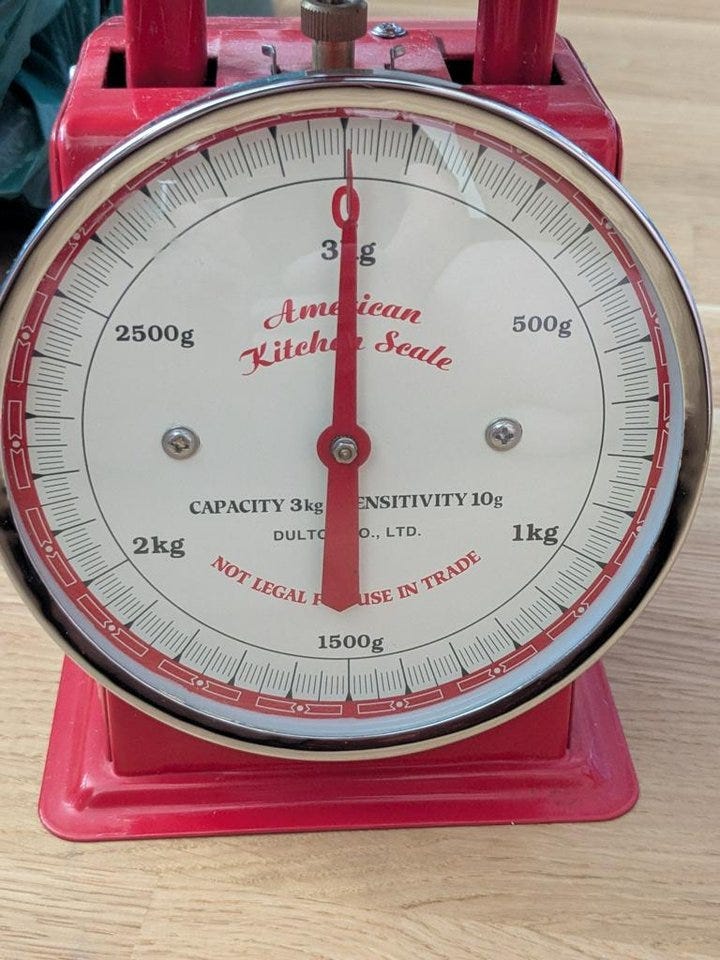 0
3kg
American
2500g
500g
Kitchen Scale
CAPACITY 3kg SENSITIVITY 10g
DULTON CO., LTD.
2kg
1kg
NOT LEGAL FOR USE IN TRADE
1500g